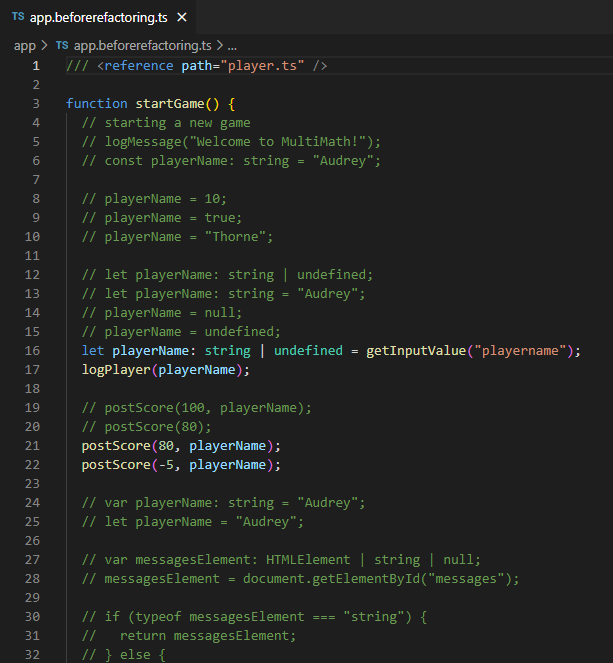 TS app.beforerefactoring.ts ×
app > TS app.beforerefactoring.ts > ...
1 /// <reference path="player.ts" />
2
3 function startGame() {
4 // starting a new game
5 // logMessage("Welcome to MultiMath!");
6 // const playerName: string = "Audrey";
7
8 // playerName = 10;
9 // playerName = true;
10 // playerName = "Thorne";
11
12 // let playerName: string | undefined;
13 // let playerName: string = "Audrey";
14 // playerName = null;
15 // playerName = undefined;
16 let playerName: string | undefined = getInputValue("playername");
17 logPlayer(playerName);
18
19 // postScore(100, playerName);
20 // postScore(80);
21 postScore(80, playerName);
22 postScore(-5, playerName);
23
24 // var playerName: string = "Audrey";
25 // let playerName = "Audrey";
26
27 // var messagesElement: HTMLElement | string | null;
28 // messagesElement = document.getElementById("messages");
29
30 // if (typeof messagesElement === "string") {
31 //   return messagesElement;
32 // } else {